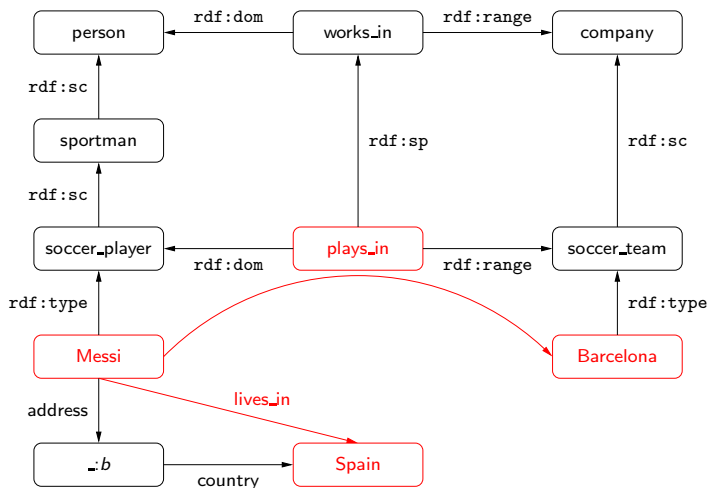 person
rdf:dom
works_in
rdf:range
company
rdf:sc
sportman
rdf:sp
rdf:sc
rdf:sc
soccer_player
rdf:dom
plays_in
rdf:range
soccer_team
rdf:type
rdf:type
Messi
Barcelona
lives_in
address
_:b
country
Spain